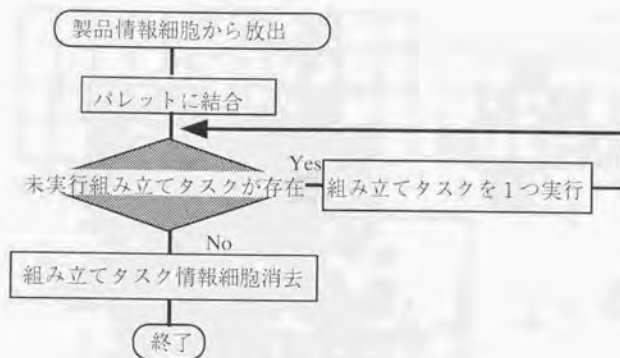 製品情報細胞から放出
パレットに結合
未実行組み立てタスクが存在
Yes
組み立てタスクを1つ実行
No
組み立てタスク情報細胞消去
終了